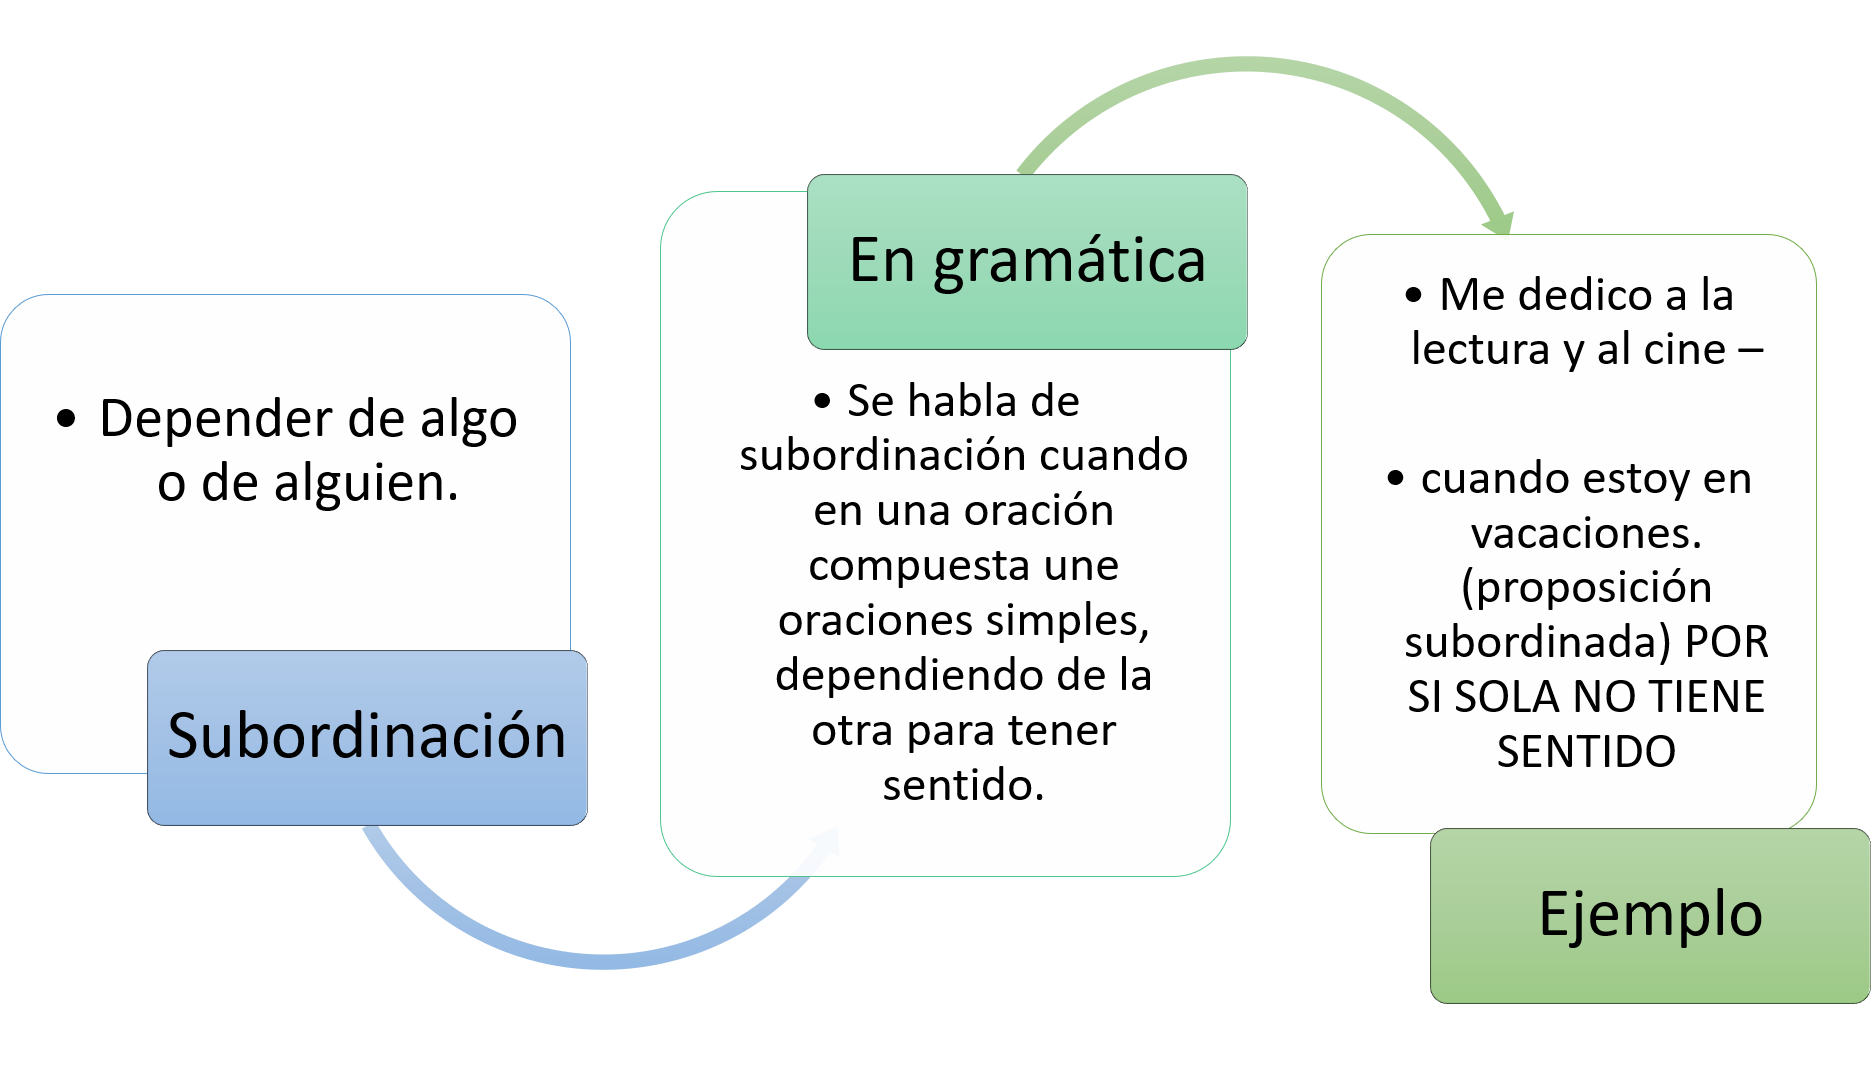 • Depender de algo
o de alguien.
Subordinación
En gramática
• Se habla de
subordinación cuando
en una oración
compuesta une
oraciones simples,
dependiendo de la
otra para tener
sentido.
• Me dedico a la
lectura y al cine –
• cuando estoy en
vacaciones.
(proposición
subordinada) POR
SI SOLA NO TIENE
SENTIDO
Ejemplo